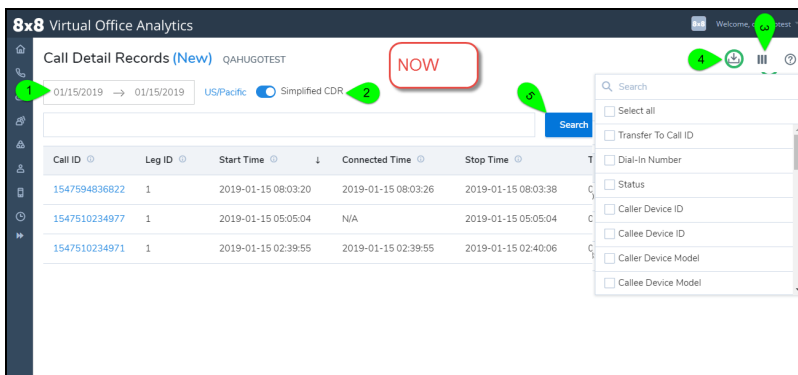 8x8 Virtual Office Analytics
8x8 Welcome,
3
Call Detail Records (New) QAHUGOTEST
NOW
4
1
01/15/2019 → 01/15/2019 US/Pacific Simplified CDR
2
5
Search
Search
Select all
Transfer To Call ID
Dial-In Number
Status
Caller Device ID
Callee Device ID
Caller Device Model
Callee Device Model
Call ID Leg ID Start Time ↓ Connected Time Stop Time
1547594836822 1 2019-01-15 08:03:20 2019-01-15 08:03:26 2019-01-15 08:03:38
1547510234977 1 2019-01-15 05:05:04 N/A 2019-01-15 05:05:04
1547510234971 1 2019-01-15 02:39:55 2019-01-15 02:39:55 2019-01-15 02:40:06